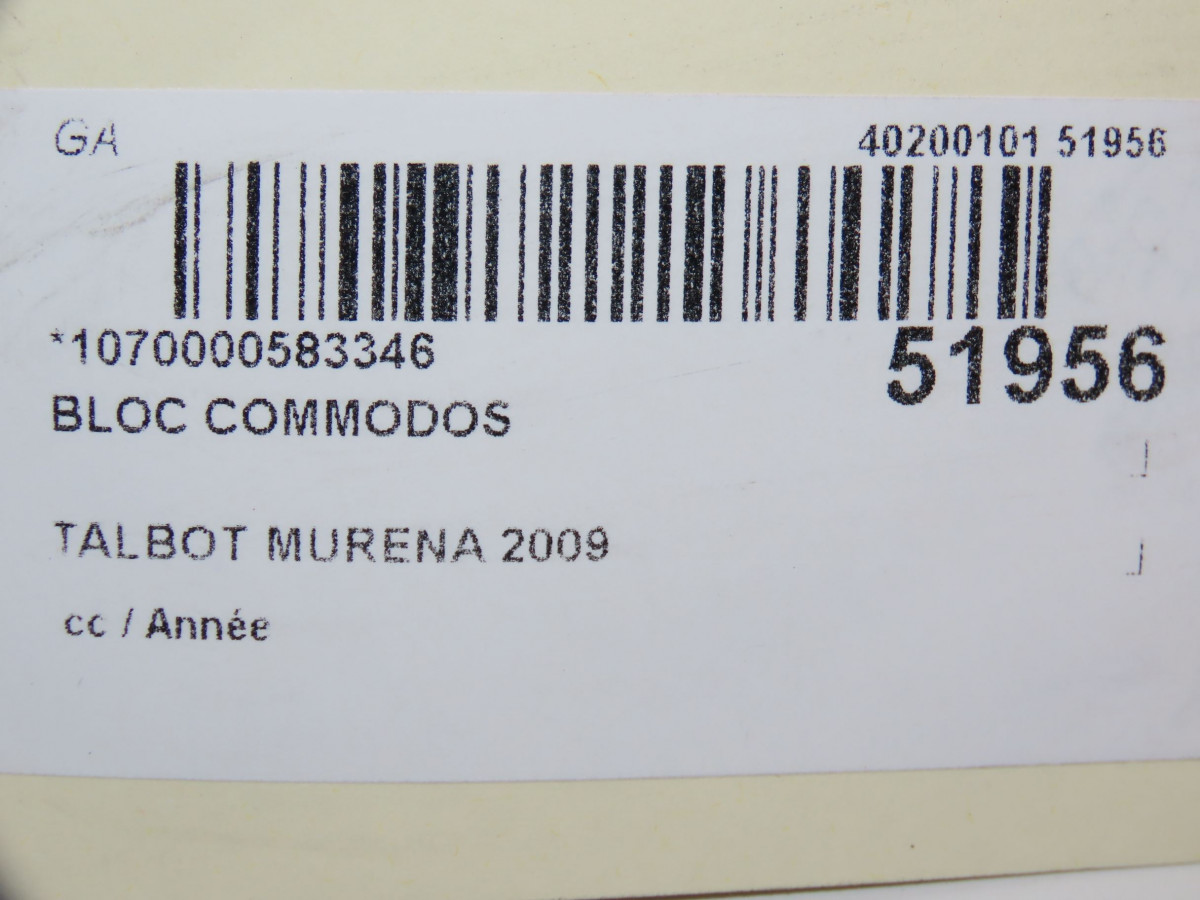 GA 40200101 51956
*1070000583346 51956
BLOC COMMODOS
TALBOT MURENA 2009
cc / Année